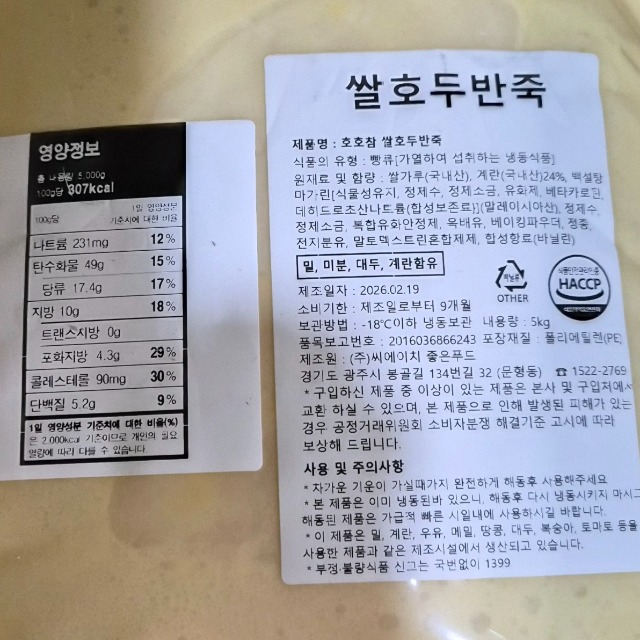 영양정보
총 내용량 5,000g
100g당 307kcal
100g당
1일 영양성분
기준치에 대한 비율
나트륨 231mg 12%
탄수화물 49g 15%
당류 17.4g 17%
지방 10g 18%
트랜스지방 0g
포화지방 4.3g 29%
콜레스테롤 90mg 30%
단백질 5.2g 9%
1일 영양성분 기준치에 대한 비율(%)
은 2,000kcal 기준이므로 개인의 필요
열량에 따라 다를 수 있습니다
쌀호두반죽
제품명 : 호호참 쌀호두반죽
식품의 유형 : 빵류[가열하여 섭취하는 냉동식품]
원재료 및 함량 : 쌀가루(국내산), 계란(국내산)24%, 백설탕
마가린[식물성유지, 정제수, 정제소금, 유화제, 베타카로틴,
데히드로초산나트륨(합성보존료)](말레이시아산), 정제수,
정제소금, 복합유화안정제, 옥배유, 베이킹파우더, 정종,
전지분유, 말토덱스트린혼합제제, 합성향료(바닐린)
밀, 미분, 대두, 계란함유
제조일자 : 2026.02.19
소비기한 : 제조일로부터 9개월
보관방법 : -18℃이하 냉동보관 내용량 : 5kg
품목보고번호 : 2016036866243 포장재질 : 폴리에틸렌(PE)
제조원 : (주)씨에이치 좋은푸드
경기도 광주시 봉골길 134번길 32 (문형동) ☎ 1522-2769
* 구입하신 제품 중 이상이 있는 제품은 본사 및 구입처에서
교환 하실 수 있으며, 본 제품으로 인해 발생된 피해가 있는
경우 공정거래위원회 소비자분쟁 해결기준 고시에 따라
보상해 드립니다.
사용 및 주의사항
* 차가운 기운이 가실때가지 완전하게 해동후 사용해주세요
* 본 제품은 이미 냉동된바 있으니, 해동후 다시 냉동시키지 마시고
해동된 제품은 가급적 빠른 시일내에 사용하시길 바랍니다.
* 이 제품은 밀, 계란, 우유, 메밀, 땅콩, 대두, 복숭아, 토마토 등을
사용한 제품과 같은 제조시설에서 생산되고 있습니다.
* 부정·불량식품 신고는 국번없이 1399
비닐류
OTHER
HACCP